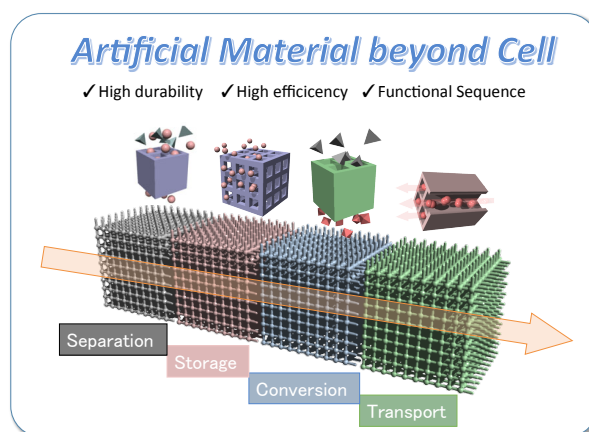 Artificial Material beyond Cell
✓High durability ✓High efficicency ✓Functional Sequence
Separation
Storage
Conversion
Transport